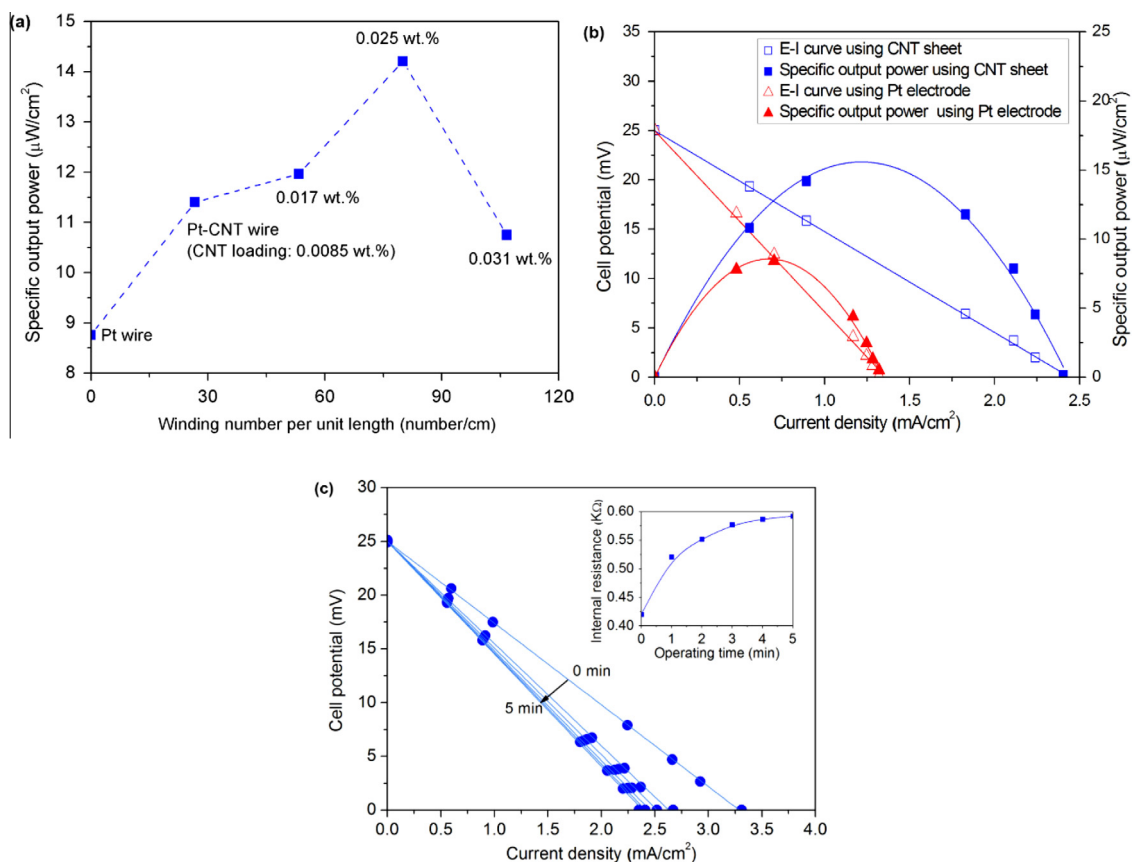 (a)
15
14
13
12
11
10
9
8
0
30
60
90
120
Specific output power (μW/cm²)
Winding number per unit length (number/cm)
Pt wire
Pt-CNT wire
(CNT loading: 0.0085 wt.%)
0.017 wt.%
0.025 wt.%
0.031 wt.%
(b)
E-I curve using CNT sheet
Specific output power using CNT sheet
E-I curve using Pt electrode
Specific output power using Pt electrode
35
30
25
20
15
10
5
0
0.0
0.5
1.0
1.5
2.0
2.5
25
20
15
10
5
0
Cell potential (mV)
Current density (mA/cm²)
Specific output power (μW/cm²)
(c)
30
25
20
15
10
5
0
0.0
0.5
1.0
1.5
2.0
2.5
3.0
3.5
4.0
Cell potential (mV)
Current density (mA/cm²)
0 min
5 min
0.60
0.55
0.50
0.45
0.40
0
1
2
3
4
5
Internal resistance (KΩ)
Operating time (min)